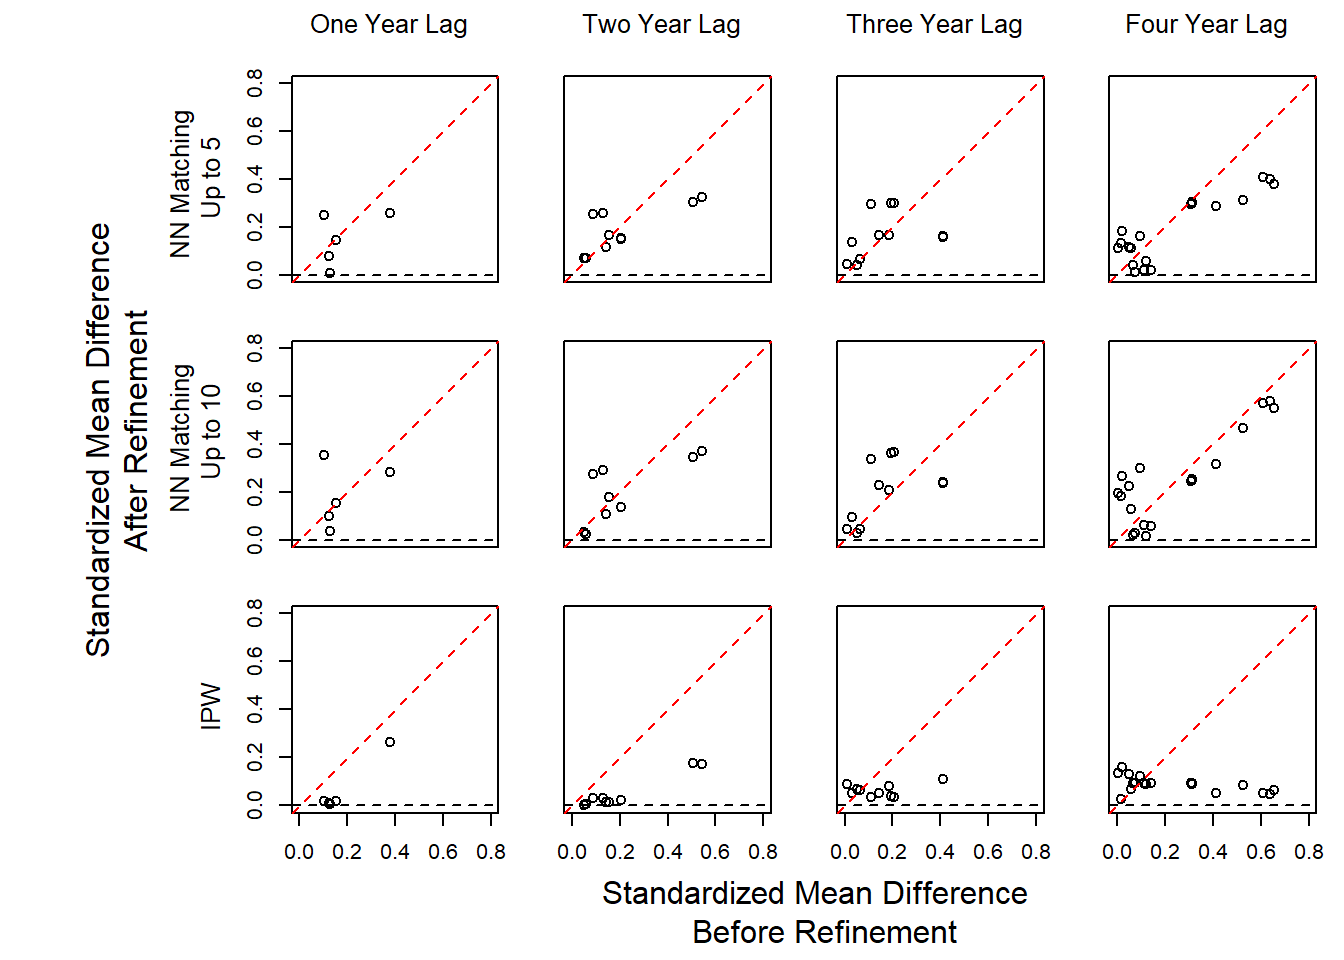 One Year Lag
Two Year Lag
Three Year Lag
Four Year Lag
Standardized Mean Difference
After Refinement
NN Matching
Up to 5
0.0 0.2 0.4 0.6 0.8
NN Matching
Up to 10
0.0 0.2 0.4 0.6 0.8
IPW
0.0 0.2 0.4 0.6 0.8
0.0 0.2 0.4 0.6 0.8
0.0 0.2 0.4 0.6 0.8
0.0 0.2 0.4 0.6 0.8
0.0 0.2 0.4 0.6 0.8
Standardized Mean Difference
Before Refinement